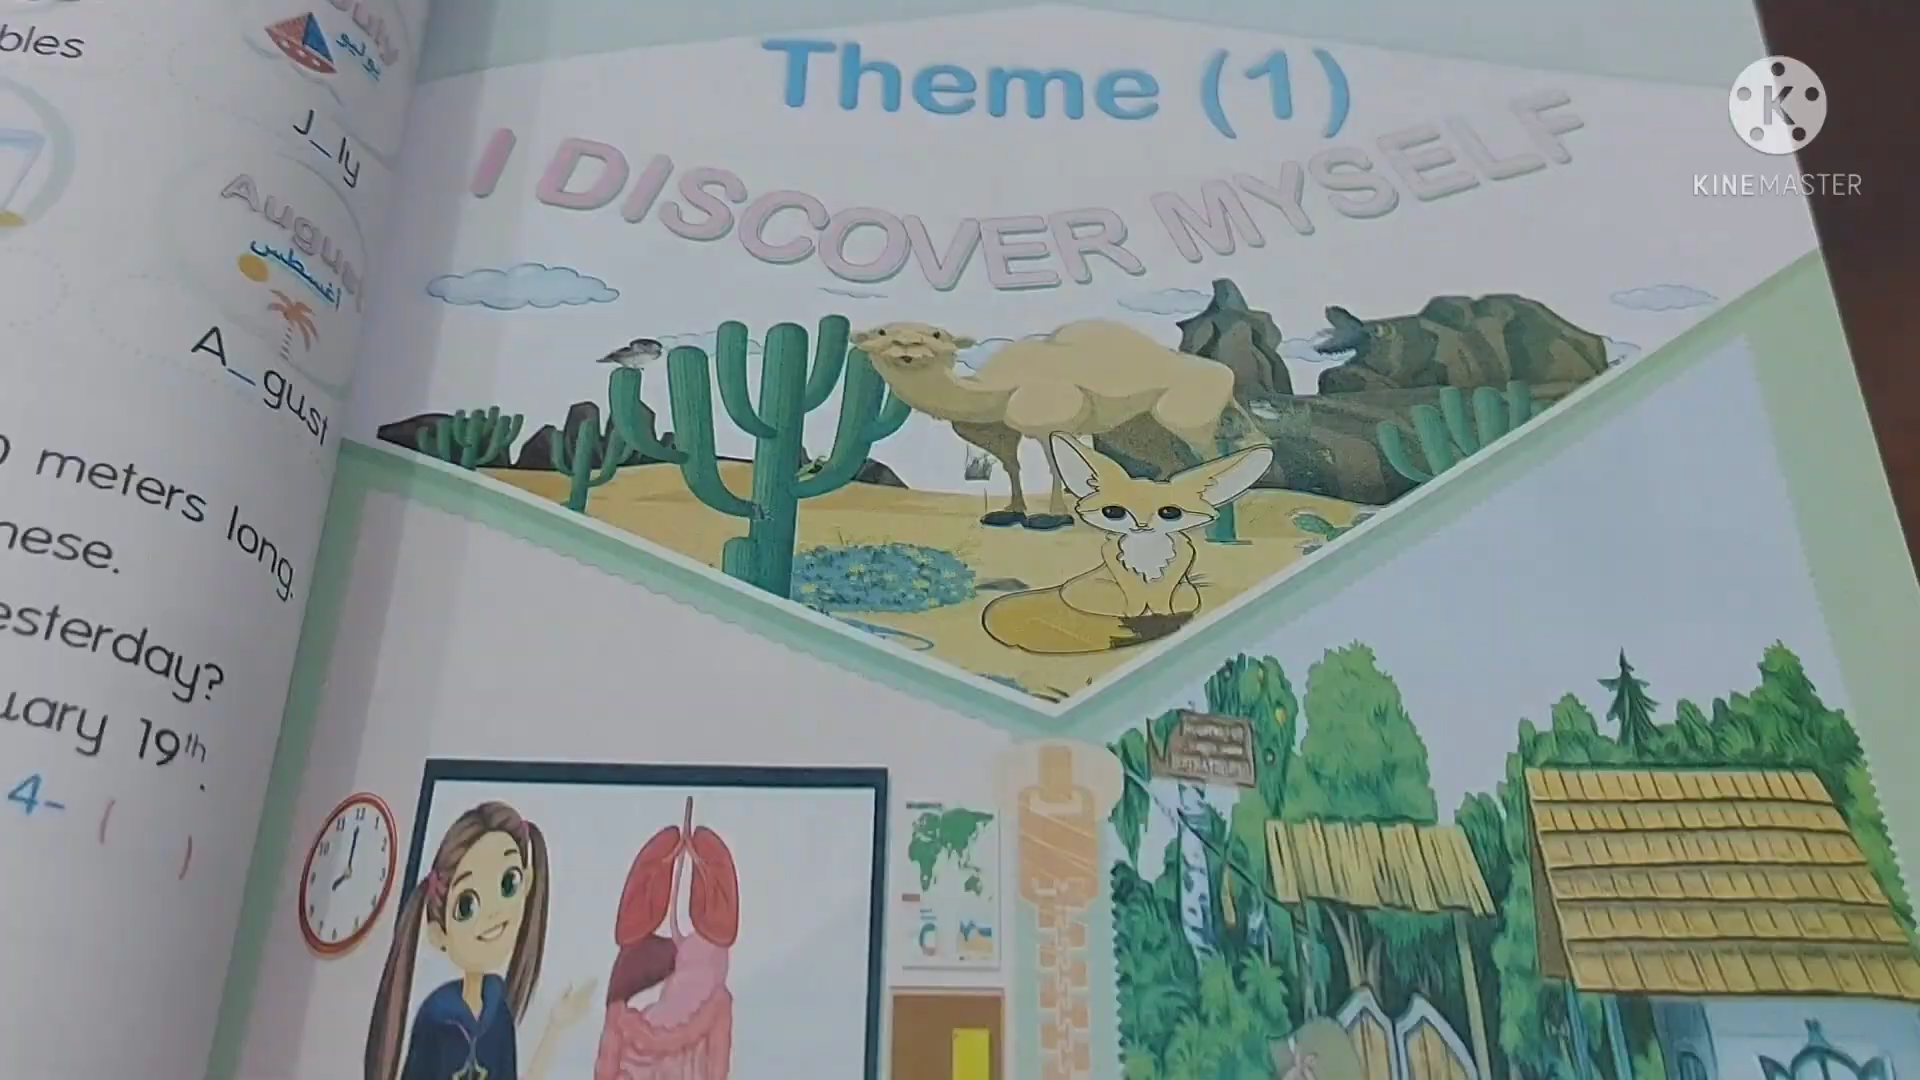 bles
يوليو
J_ly
August
أغسطس
A_gust
meters long.
nese.
esterday?
uary 19th.
4- ( )
Theme (1)
I DISCOVER MYSELF
K
KINEMASTER